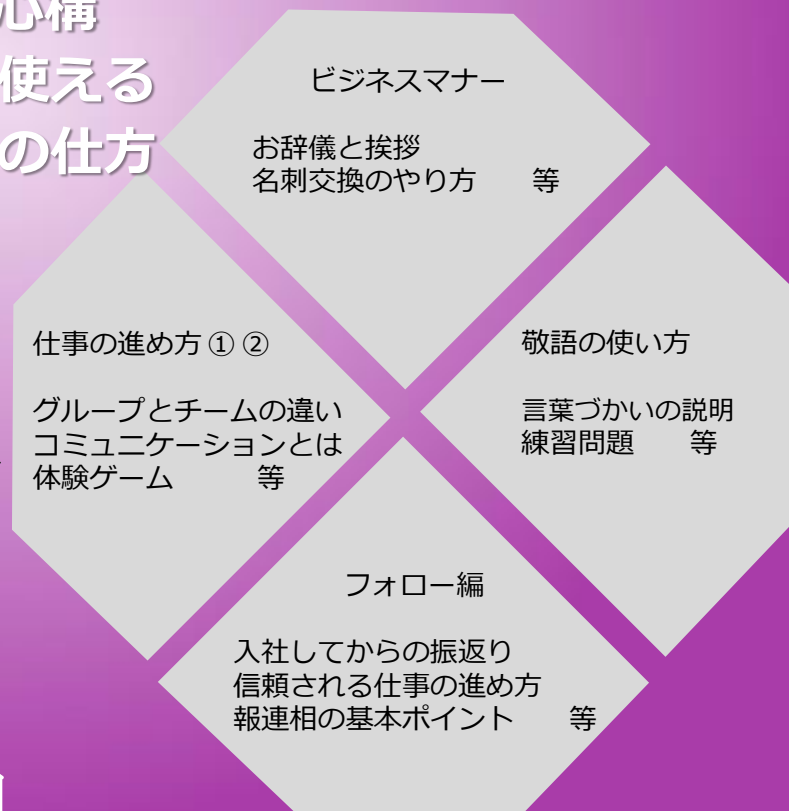 心構
使える
の仕方
ビジネスマナー
お辞儀と挨拶
名刺交換のやり方　　等
仕事の進め方 ① ②
グループとチームの違い
コミュニケーションとは
体験ゲーム　　　等
敬語の使い方
言葉づかいの説明
練習問題　　等
フォロー編
入社してからの振返り
信頼される仕事の進め方
報連相の基本ポイント　　等